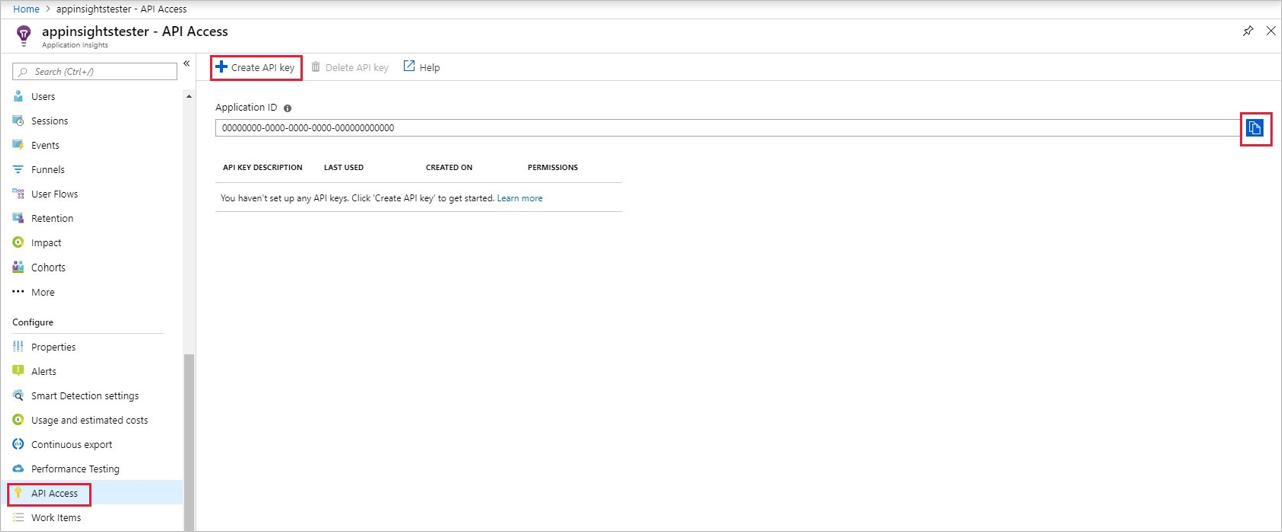 Home > appinsightstester - API Access
appinsightstester - API Access
Application Insights
Search (Ctrl+/)
«
Users
Sessions
Events
Funnels
User Flows
Retention
Impact
Cohorts
More
Configure
Properties
Alerts
Smart Detection settings
Usage and estimated costs
Continuous export
Performance Testing
API Access
Work Items
Create API key Delete API key Help
Application ID
00000000-0000-0000-0000-000000000000
API KEY DESCRIPTION LAST USED CREATED ON PERMISSIONS
You haven't set up any API keys. Click 'Create API key' to get started. Learn more